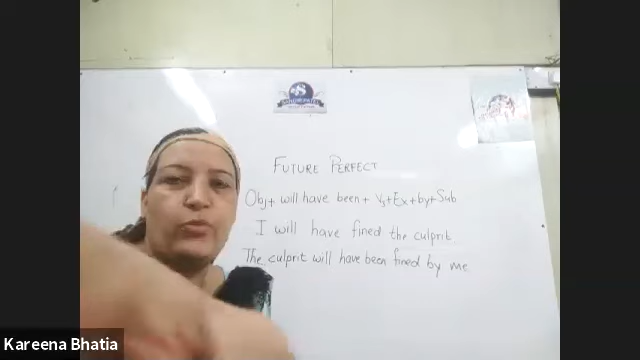 FUTURE PERFECT
Obj+ will have been + V3+Ex+by+Sub
I will have fined the culprit
The culprit will have been fined by me
Kareena Bhatia